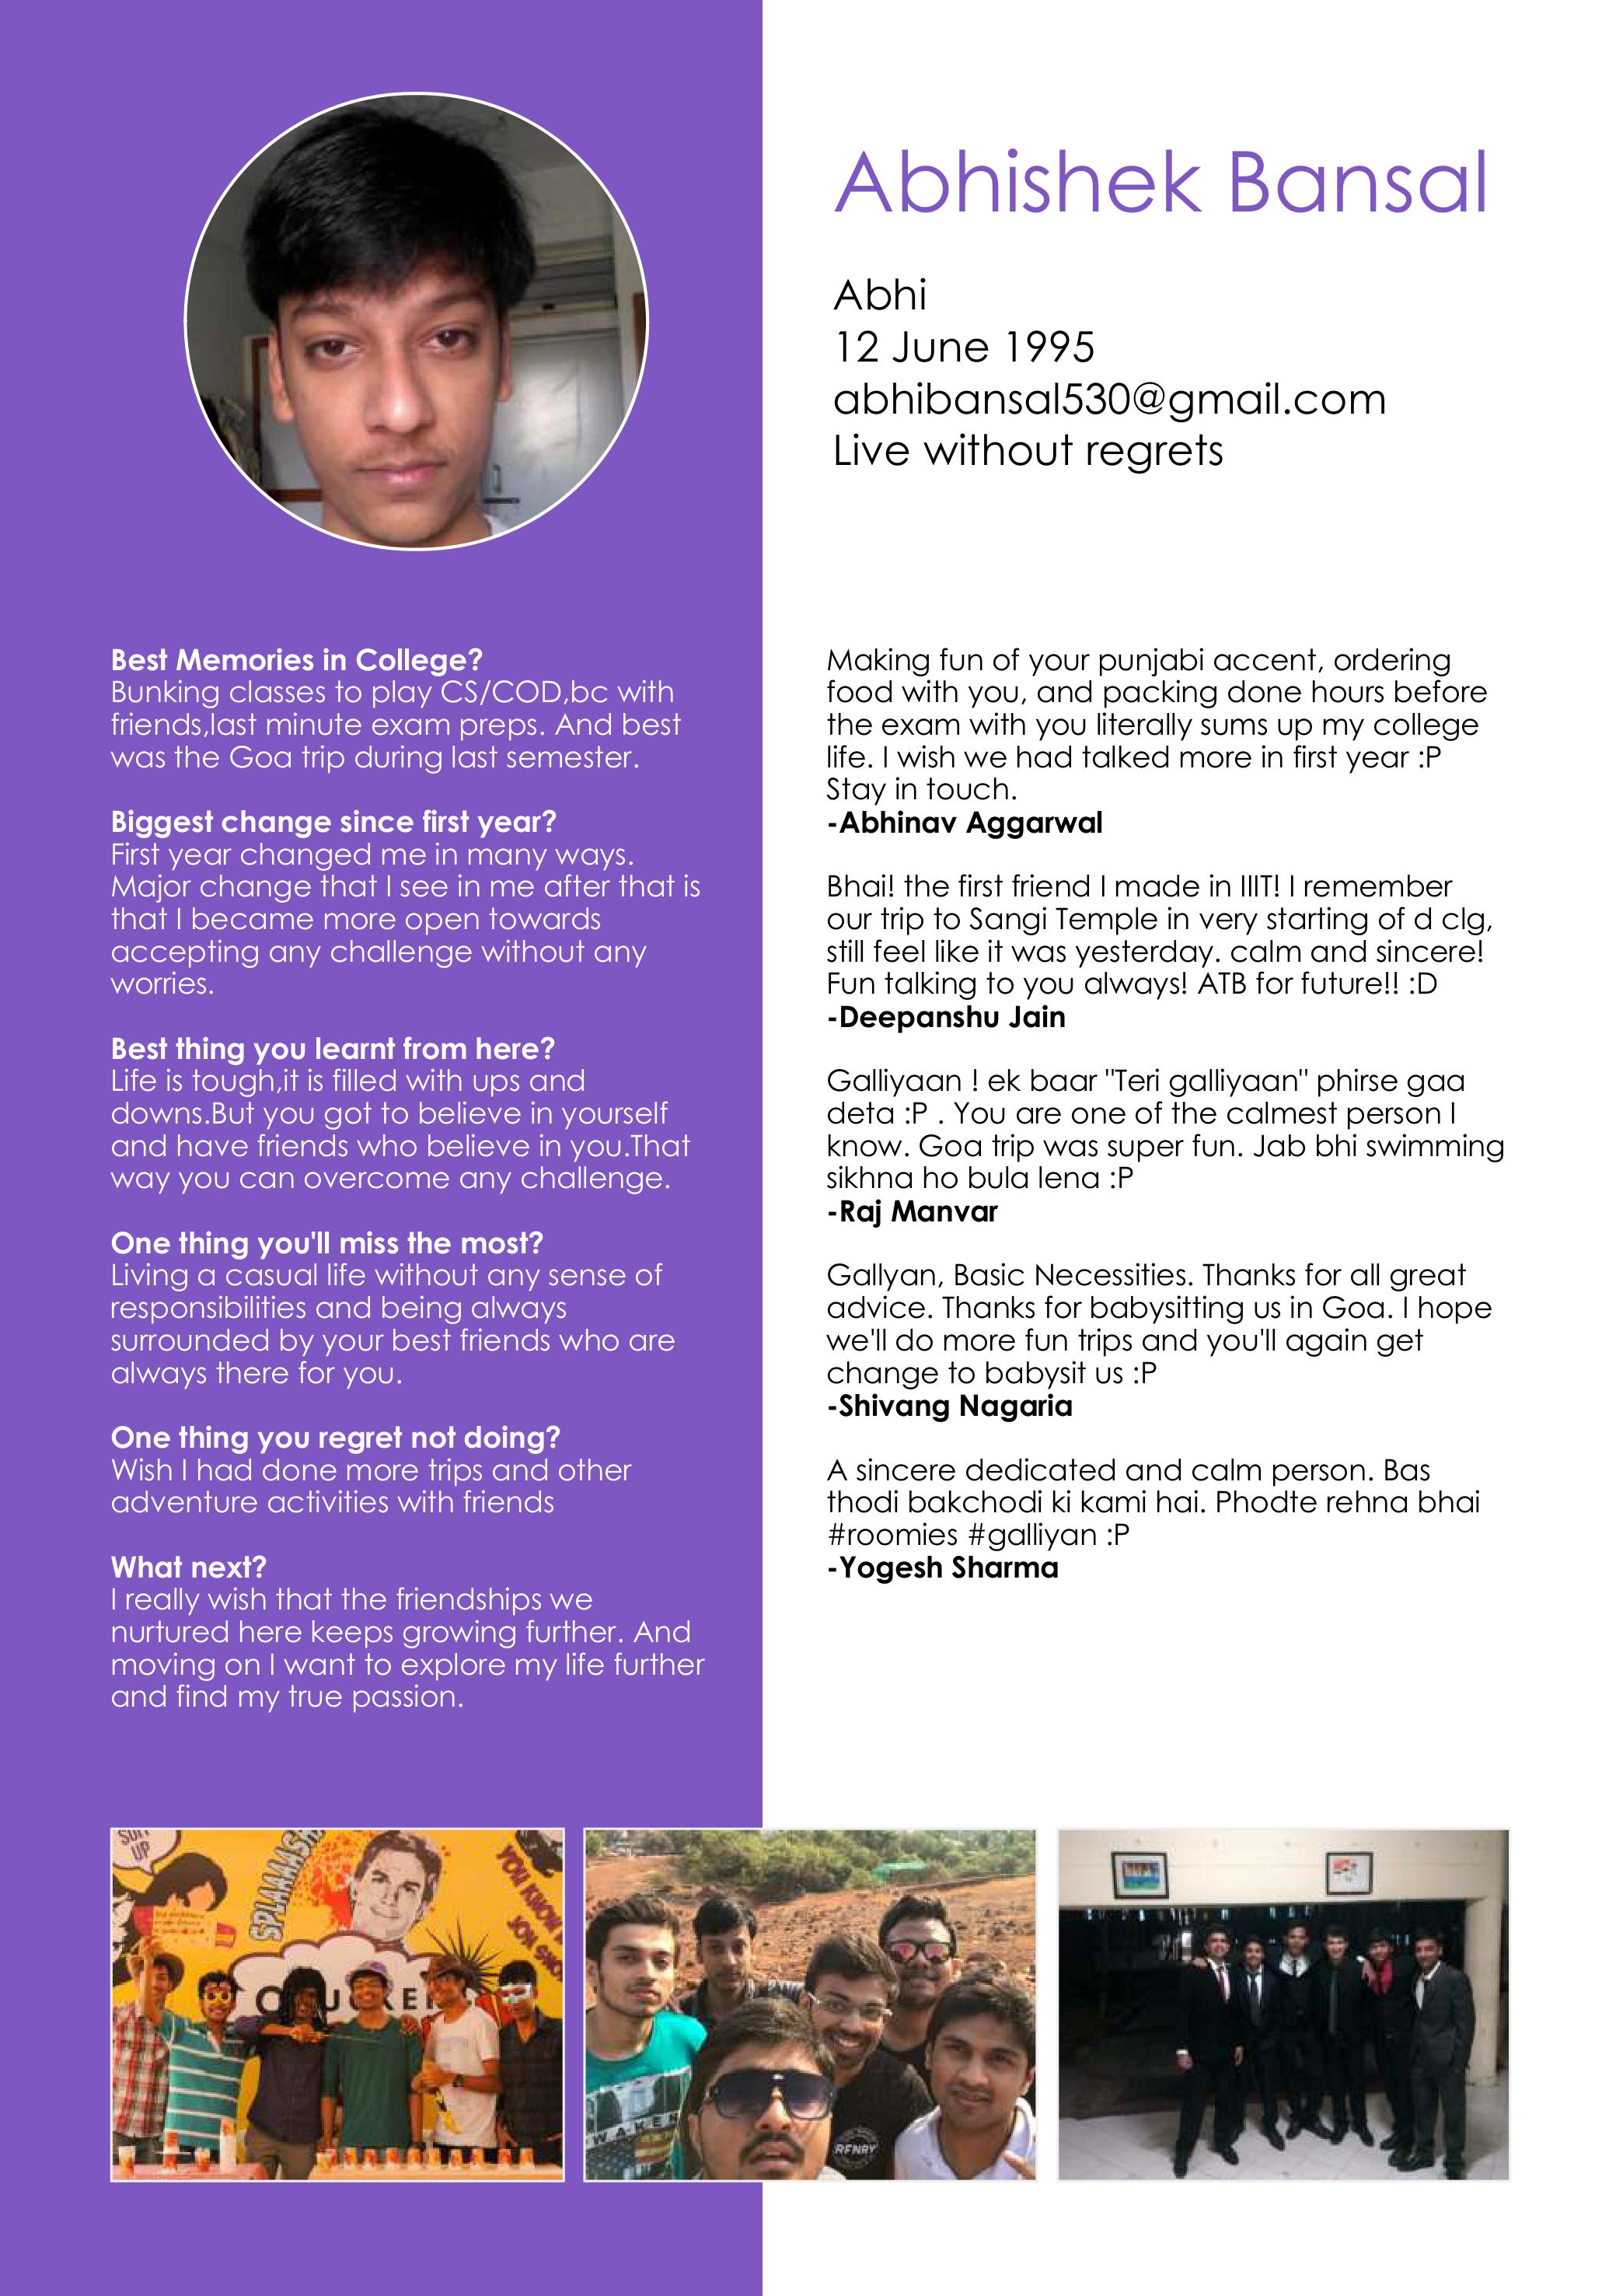 Abhishek Bansal
Abhi
12 June 1995
abhibansal530@gmail.com
Live without regrets
Best Memories in College?
Bunking classes to play CS/COD,bc with
friends,last minute exam preps. And best
was the Goa trip during last semester.
Biggest change since first year?
First year changed me in many ways.
Major change that I see in me after that is
that I became more open towards
accepting any challenge without any
worries.
Best thing you learnt from here?
Life is tough,it is filled with ups and
downs.But you got to believe in yourself
and have friends who believe in you.That
way you can overcome any challenge.
One thing you'll miss the most?
Living a casual life without any sense of
responsibilities and being always
surrounded by your best friends who are
always there for you.
One thing you regret not doing?
Wish I had done more trips and other
adventure activities with friends
What next?
I really wish that the friendships we
nurtured here keeps growing further. And
moving on I want to explore my life further
and find my true passion.
Making fun of your punjabi accent, ordering
food with you, and packing done hours before
the exam with you literally sums up my college
life. I wish we had talked more in first year :P
Stay in touch.
-Abhinav Aggarwal
Bhai! the first friend I made in IIIT! I remember
our trip to Sangi Temple in very starting of d clg,
still feel like it was yesterday. calm and sincere!
Fun talking to you always! ATB for future!! :D
-Deepanshu Jain
Galliyaan ! ek baar "Teri galliyaan" phirse gaa
deta :P . You are one of the calmest person I
know. Goa trip was super fun. Jab bhi swimming
sikhna ho bula lena :P
-Raj Manvar
Gallyan, Basic Necessities. Thanks for all great
advice. Thanks for babysitting us in Goa. I hope
we'll do more fun trips and you'll again get
change to babysit us :P
-Shivang Nagaria
A sincere dedicated and calm person. Bas
thodi bakchodi ki kami hai. Phodte rehna bhai
#roomies #galliyan :P
-Yogesh Sharma
SUIT
UP
SPLAAAASH
YOU KNOW
JON SNOW
AWAKEN
RFNRY